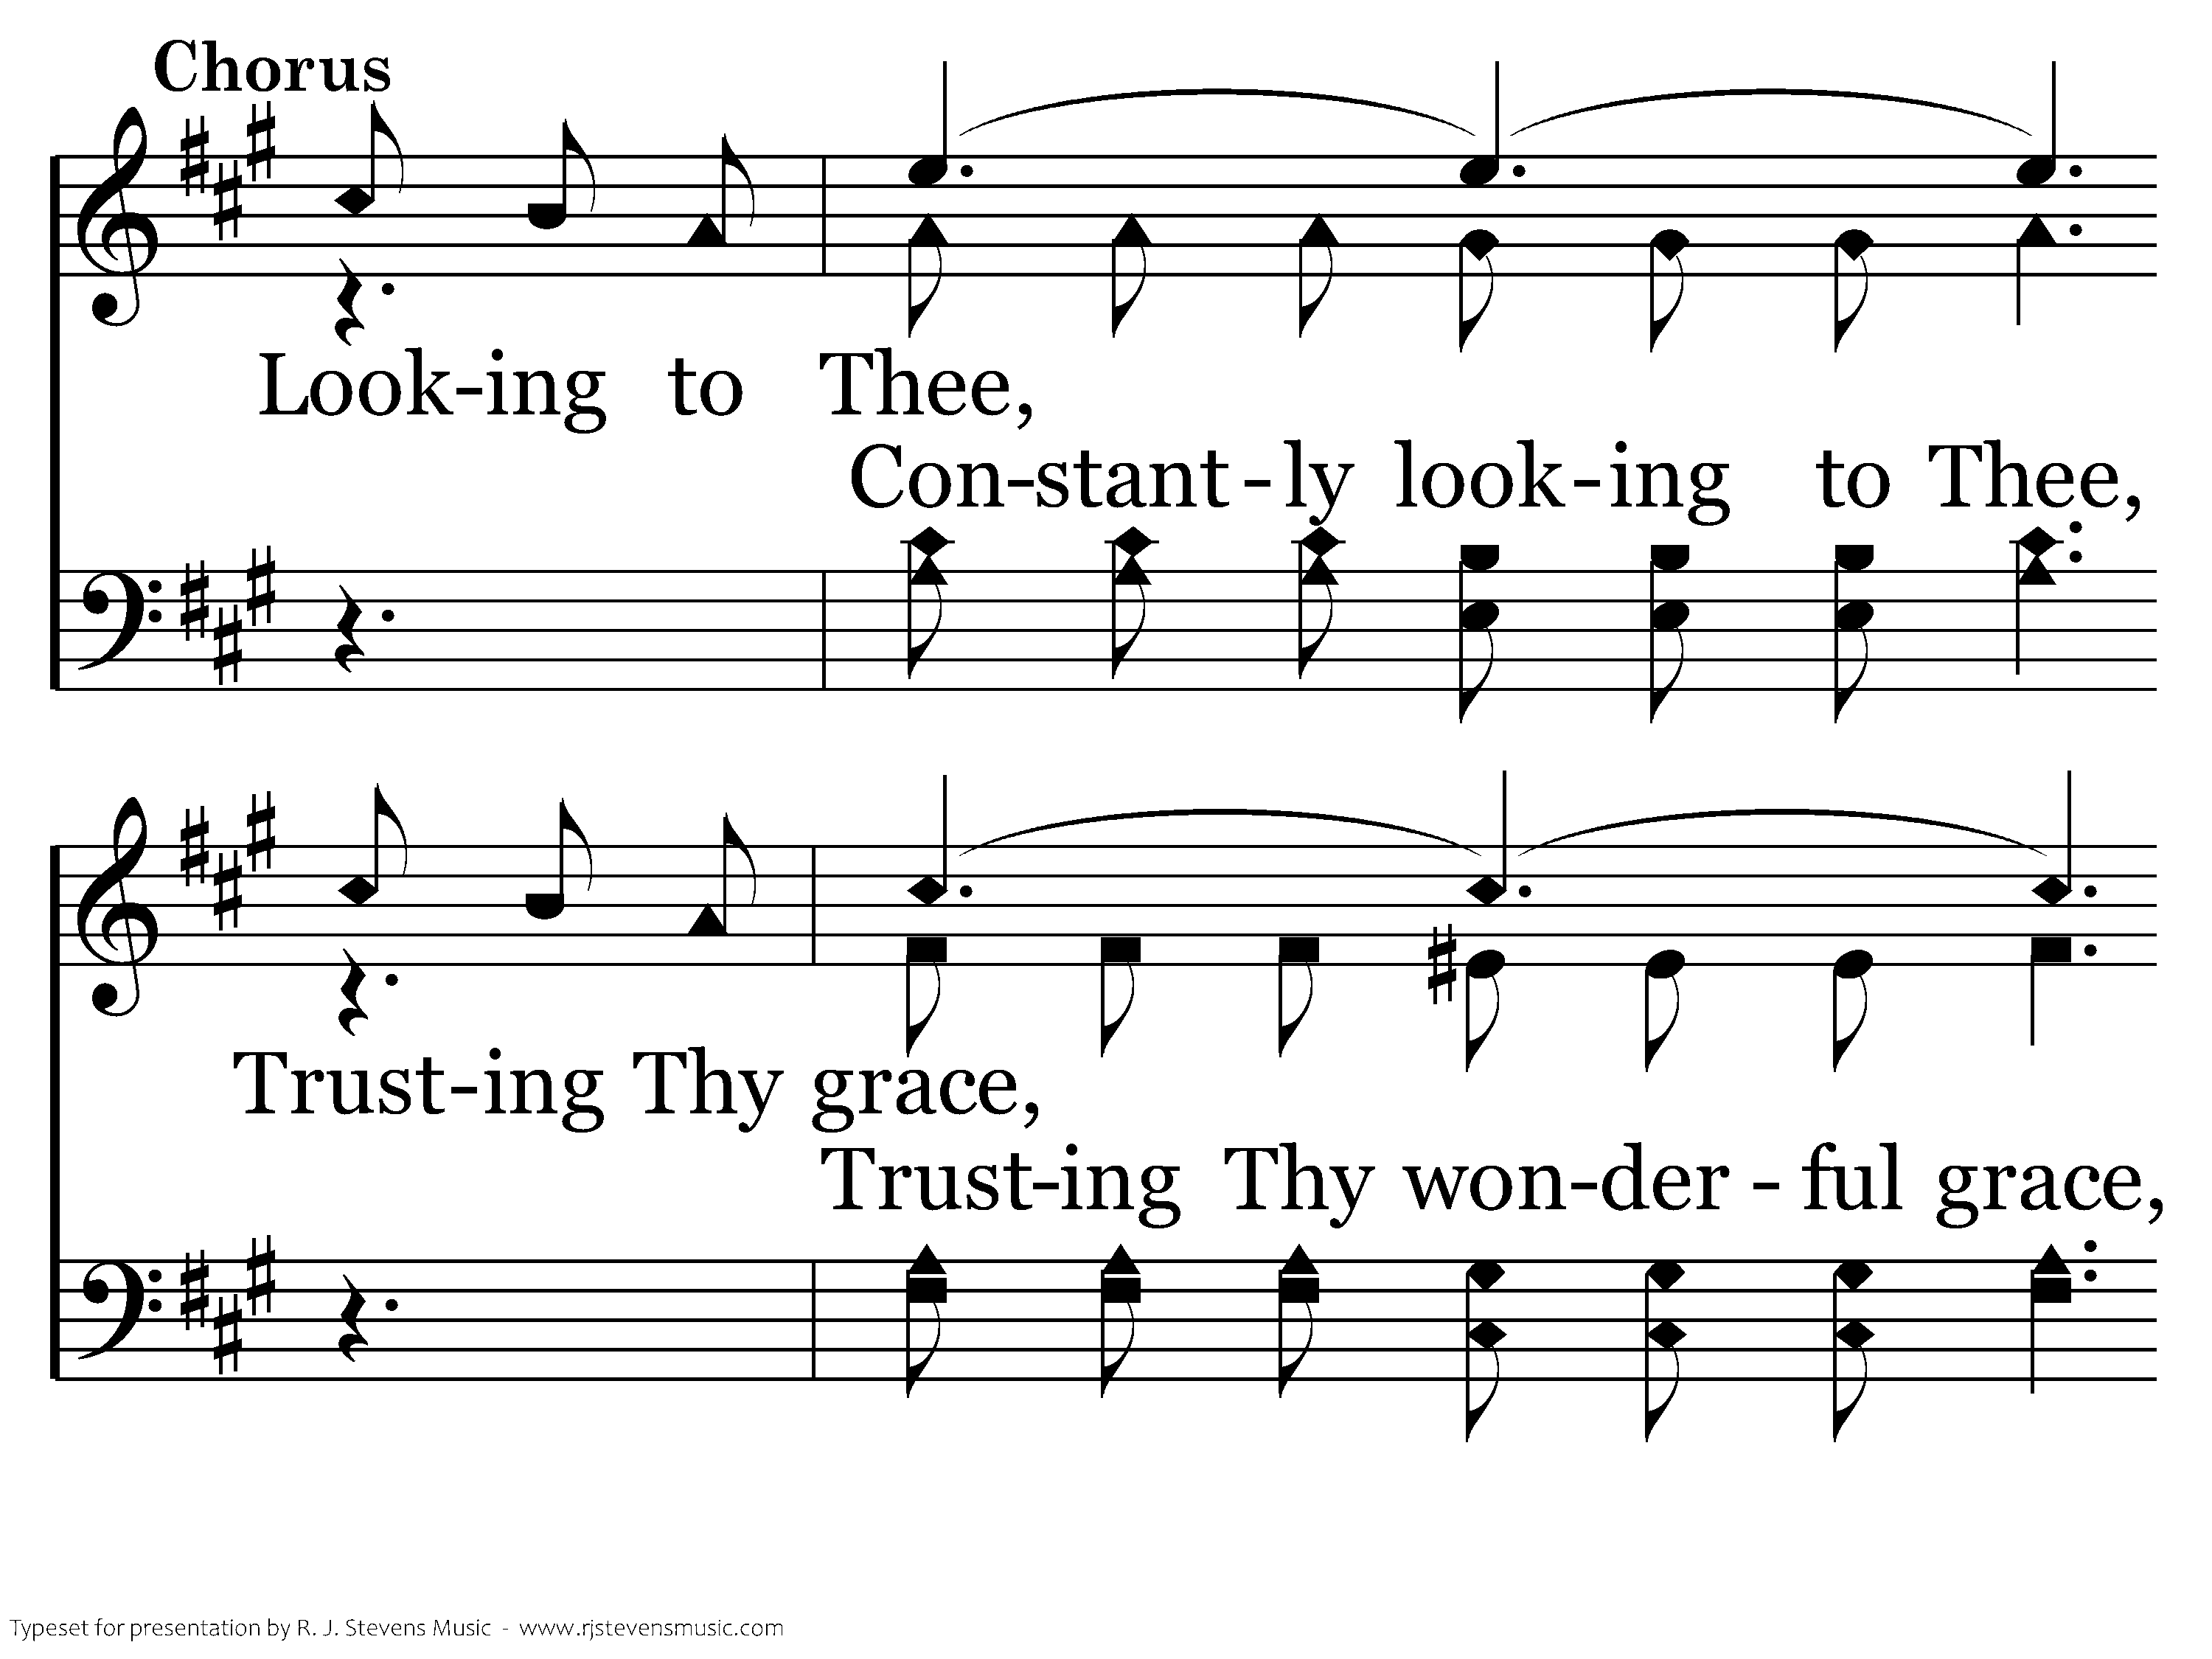 Chorus
Look-ing to Thee,
Con-stant-ly look-ing to Thee,
Trust-ing Thy grace,
Trust-ing Thy won-der-ful grace,
Typeset for presentation by R. J. Stevens Music - www.rjstevensmusic.com